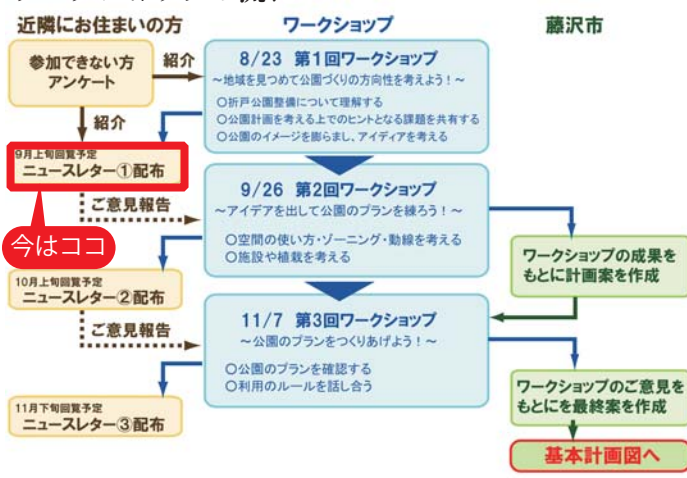 近隣にお住まいの方
ワークショップ
藤沢市
参加できない方
アンケート
紹介
紹介
8/23 第1回ワークショップ
～地域を見つめて公園づくりの方向性を考えよう！～
○折戸公園整備について理解する
○公園計画を考える上でのヒントとなる課題を共有する
○公園のイメージを膨らまし、アイディアを考える
9月上旬回覧予定
ニュースレター①配布
ご意見報告
今はココ
9/26 第2回ワークショップ
～アイデアを出して公園のプランを練ろう！～
○空間の使い方・ゾーニング・動線を考える
○施設や植栽を考える
ワークショップの成果を
もとに計画案を作成
10月上旬回覧予定
ニュースレター②配布
ご意見報告
11/7 第3回ワークショップ
～公園のプランをつくりあげよう！～
○公園のプランを確認する
○利用のルールを話し合う
11月下旬回覧予定
ニュースレター③配布
ワークショップのご意見を
もとにを最終案を作成
基本計画図へ